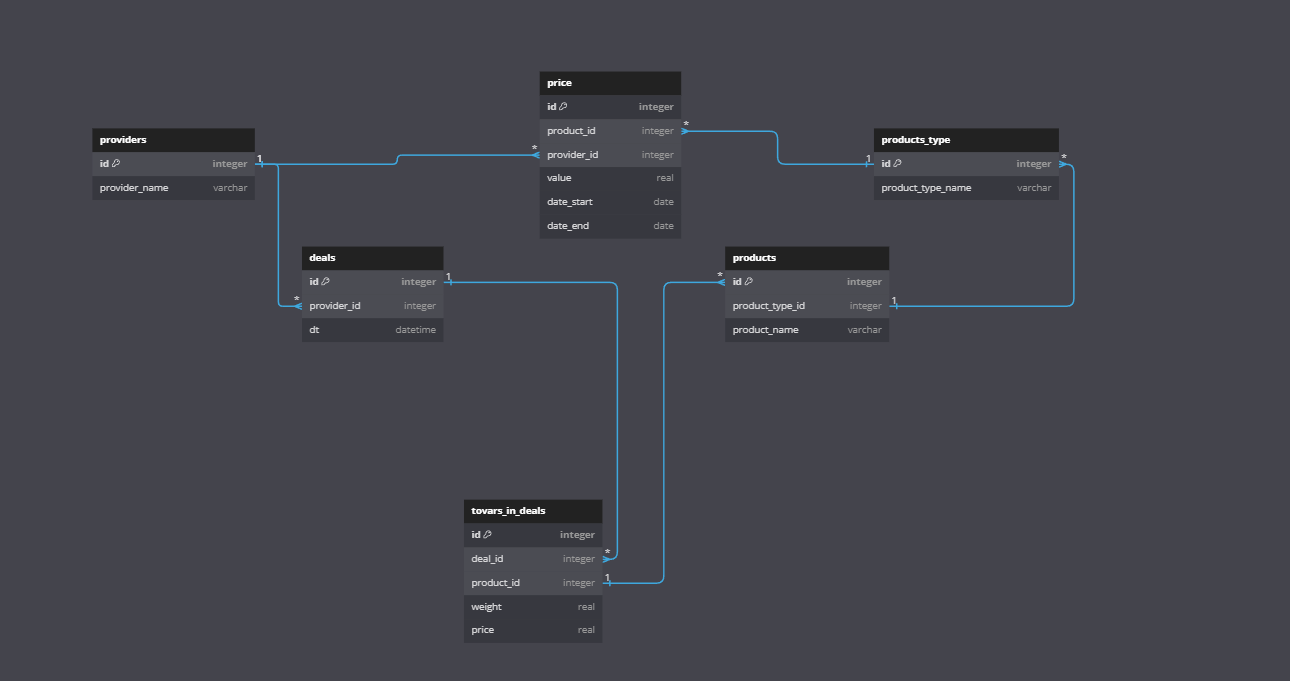 price
id integer
product_id integer *
* provider_id integer
value real
date_start date
date_end date
providers
id integer 1
provider_name varchar
products_type
1 id integer *
product_type_name varchar
deals
id integer 1
* provider_id integer
dt datetime
products
* id integer
product_type_id integer 1
product_name varchar
tovars_in_deals
id integer
deal_id integer *
product_id integer 1
weight real
price real